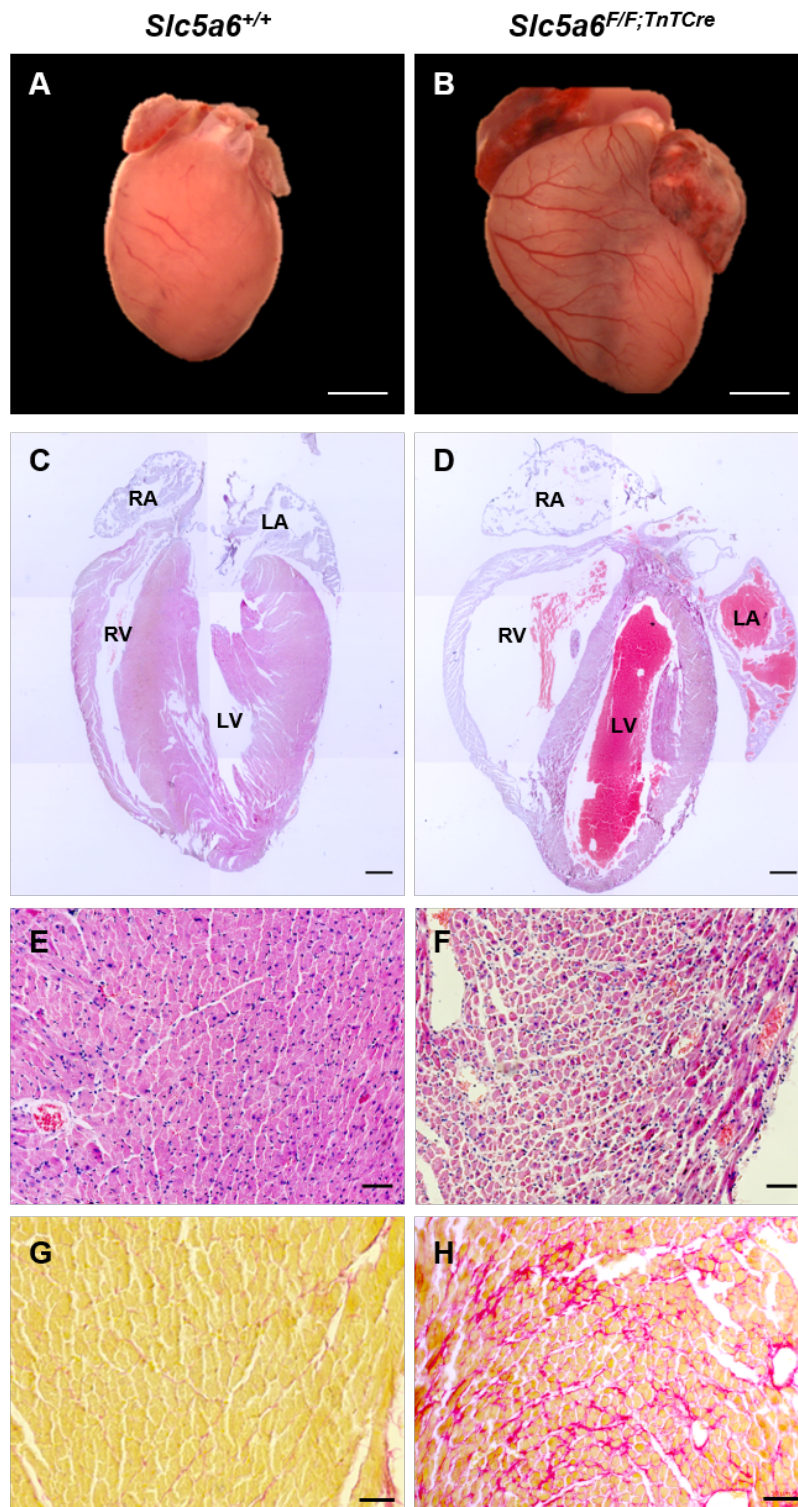 Slc5a6+/+ Slc5a6F/F;TnTCre
A B
C D
RA RA
LA
RV RV LA
LV LV
E F
G H